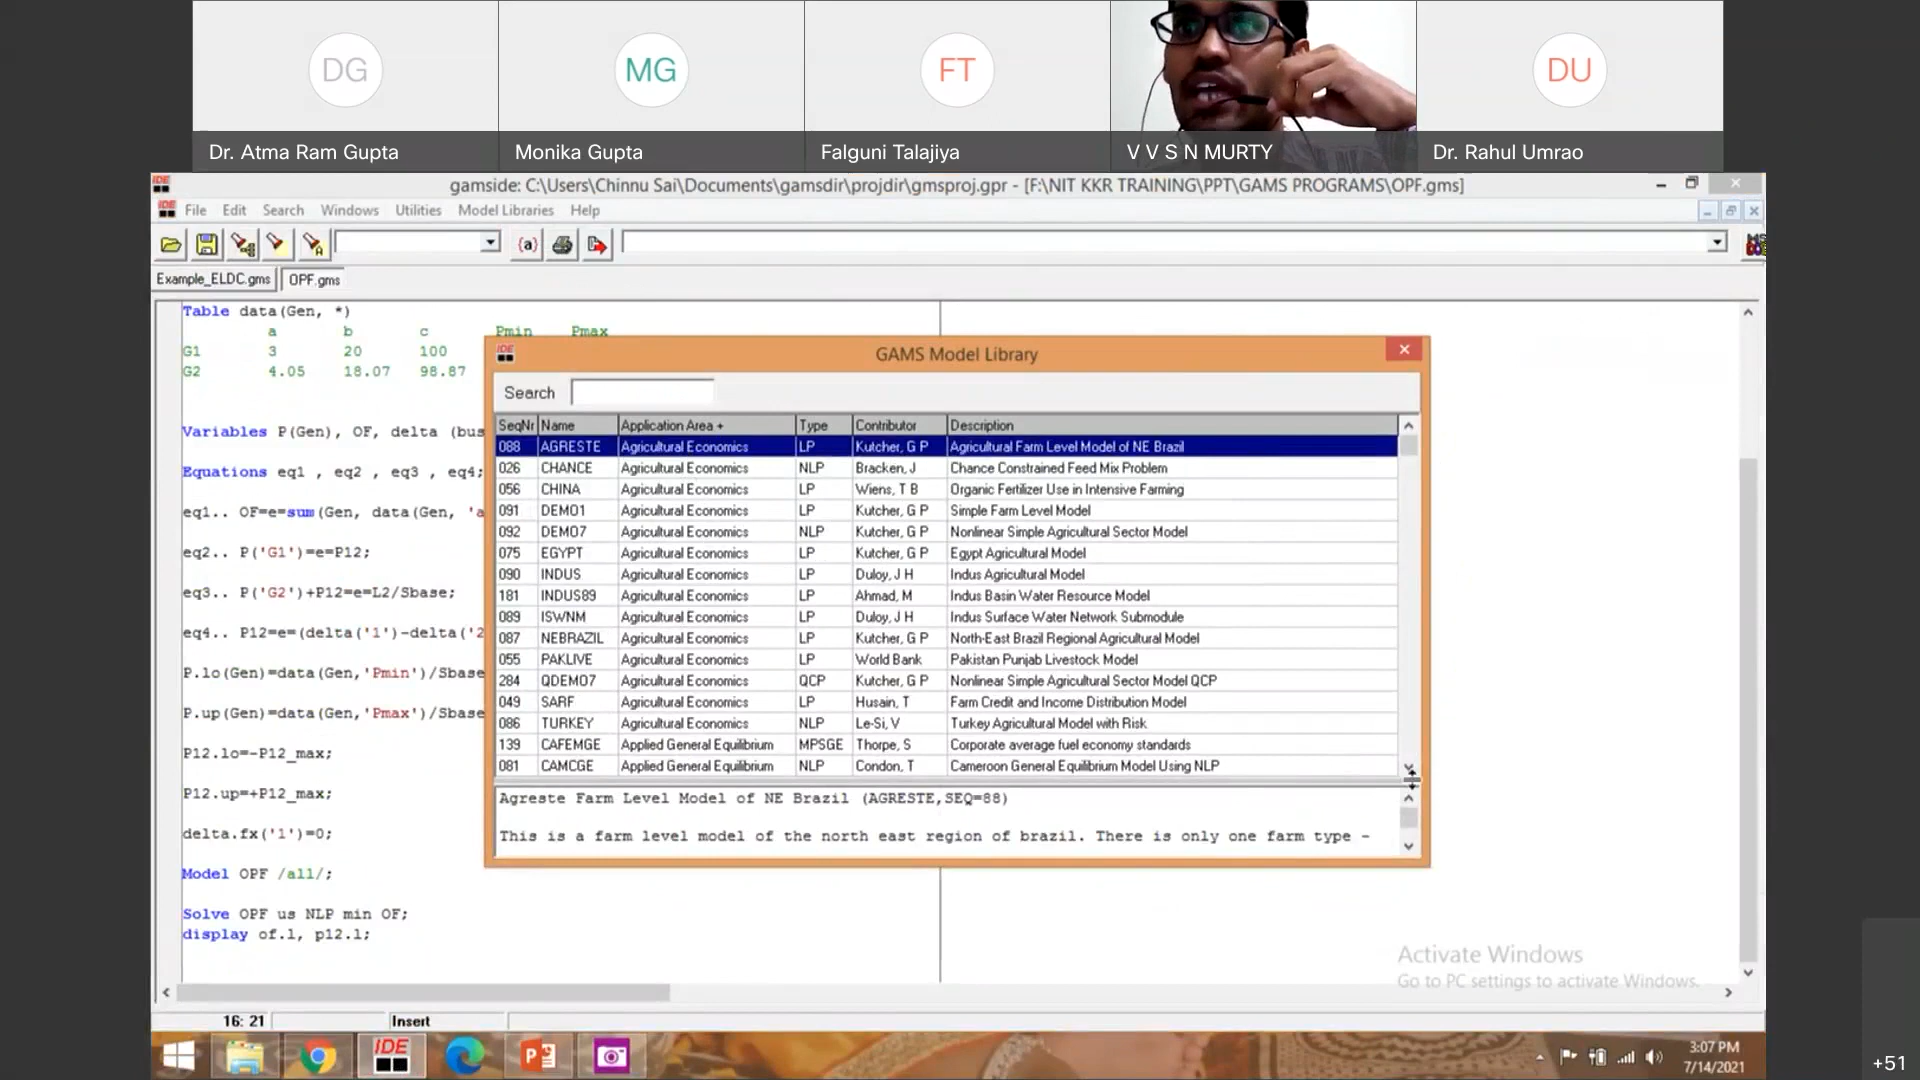 DG
MG
FT
DU
Dr. Atma Ram Gupta
Monika Gupta
Falguni Talajiya
V V S N MURTY
Dr. Rahul Umrao
gamside: C:\Users\Chinnu Sai\Documents\gamsdir\projdir\gmsproj.gpr - [F:\NIT KKR TRAINING\PPT\GAMS PROGRAMS\OPF.gms]
IDE
File Edit Search Windows Utilities Model Libraries Help
{a}
Example_ELDC.gms OPF.gms
Table data(Gen, *)
a b c Pmin Pmax
G1 3 20 100
G2 4.05 18.07 98.87
Variables P(Gen), OF, delta (bus
Equations eq1 , eq2 , eq3 , eq4;
eq1.. OF=e=sum(Gen, data(Gen, 'a
eq2.. P('G1')=e=P12;
eq3.. P('G2')+P12=e=L2/Sbase;
eq4.. P12=e=(delta('1')-delta('2
P.lo(Gen)=data(Gen,'Pmin')/Sbase
P.up(Gen)=data(Gen,'Pmax')/Sbase
P12.lo=-P12_max;
P12.up=+P12_max;
delta.fx('1')=0;
Model OPF /all/;
Solve OPF us NLP min OF;
display of.l, p12.l;
IDE
GAMS Model Library
Search
SeqNr Name Application Area + Type Contributor Description
088 AGRESTE Agricultural Economics LP Kutcher, G P Agricultural Farm Level Model of NE Brazil
026 CHANCE Agricultural Economics NLP Bracken, J Chance Constrained Feed Mix Problem
056 CHINA Agricultural Economics LP Wiens, T B Organic Fertilizer Use in Intensive Farming
091 DEMO1 Agricultural Economics LP Kutcher, G P Simple Farm Level Model
092 DEMO7 Agricultural Economics NLP Kutcher, G P Nonlinear Simple Agricultural Sector Model
075 EGYPT Agricultural Economics LP Kutcher, G P Egypt Agricultural Model
090 INDUS Agricultural Economics LP Duloy, J H Indus Agricultural Model
181 INDUS89 Agricultural Economics LP Ahmad, M Indus Basin Water Resource Model
089 ISWNM Agricultural Economics LP Duloy, J H Indus Surface Water Network Submodule
087 NEBRAZIL Agricultural Economics LP Kutcher, G P North-East Brazil Regional Agricultural Model
055 PAKLIVE Agricultural Economics LP World Bank Pakistan Punjab Livestock Model
284 QDEMO7 Agricultural Economics QCP Kutcher, G P Nonlinear Simple Agricultural Sector Model QCP
049 SARF Agricultural Economics LP Husain, T Farm Credit and Income Distribution Model
086 TURKEY Agricultural Economics NLP Le-Si, V Turkey Agricultural Model with Risk
139 CAFEMGE Applied General Equilibrium MPSGE Thorpe, S Corporate average fuel economy standards
081 CAMCGE Applied General Equilibrium NLP Condon, T Cameroon General Equilibrium Model Using NLP
Agreste Farm Level Model of NE Brazil (AGRESTE,SEQ=88)
This is a farm level model of the north east region of brazil. There is only one farm type -
Activate Windows
Go to PC settings to activate Windows.
16: 21 Insert
IDE
3:07 PM
7/14/2021
+51